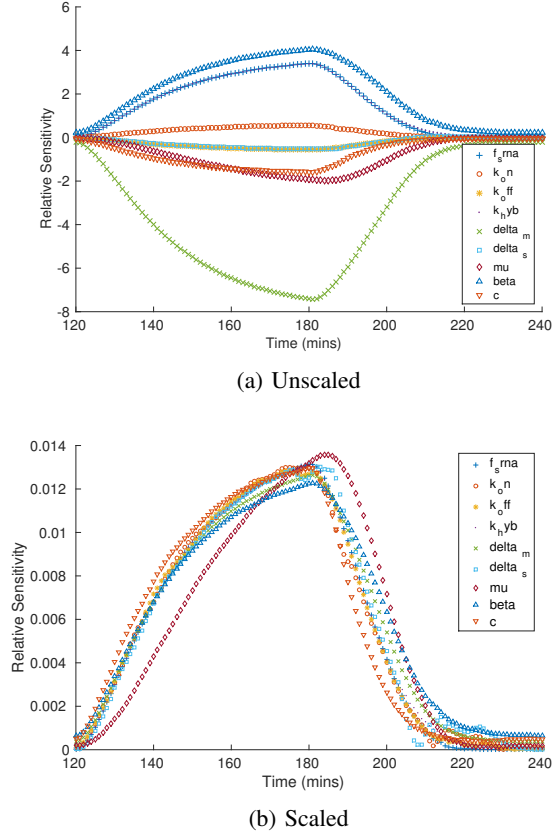 6
4
2
0
-2
-4
-6
-8
Relative Sensitivity
120 140 160 180 200 220 240
Time (mins)
f_srna
k_on
k_off
k_hyb
delta_m
delta_s
mu
beta
c
(a) Unscaled
0.014
0.012
0.01
0.008
0.006
0.004
0.002
0
Relative Sensitivity
120 140 160 180 200 220 240
Time (mins)
f_srna
k_on
k_off
k_hyb
delta_m
delta_s
mu
beta
c
(b) Scaled